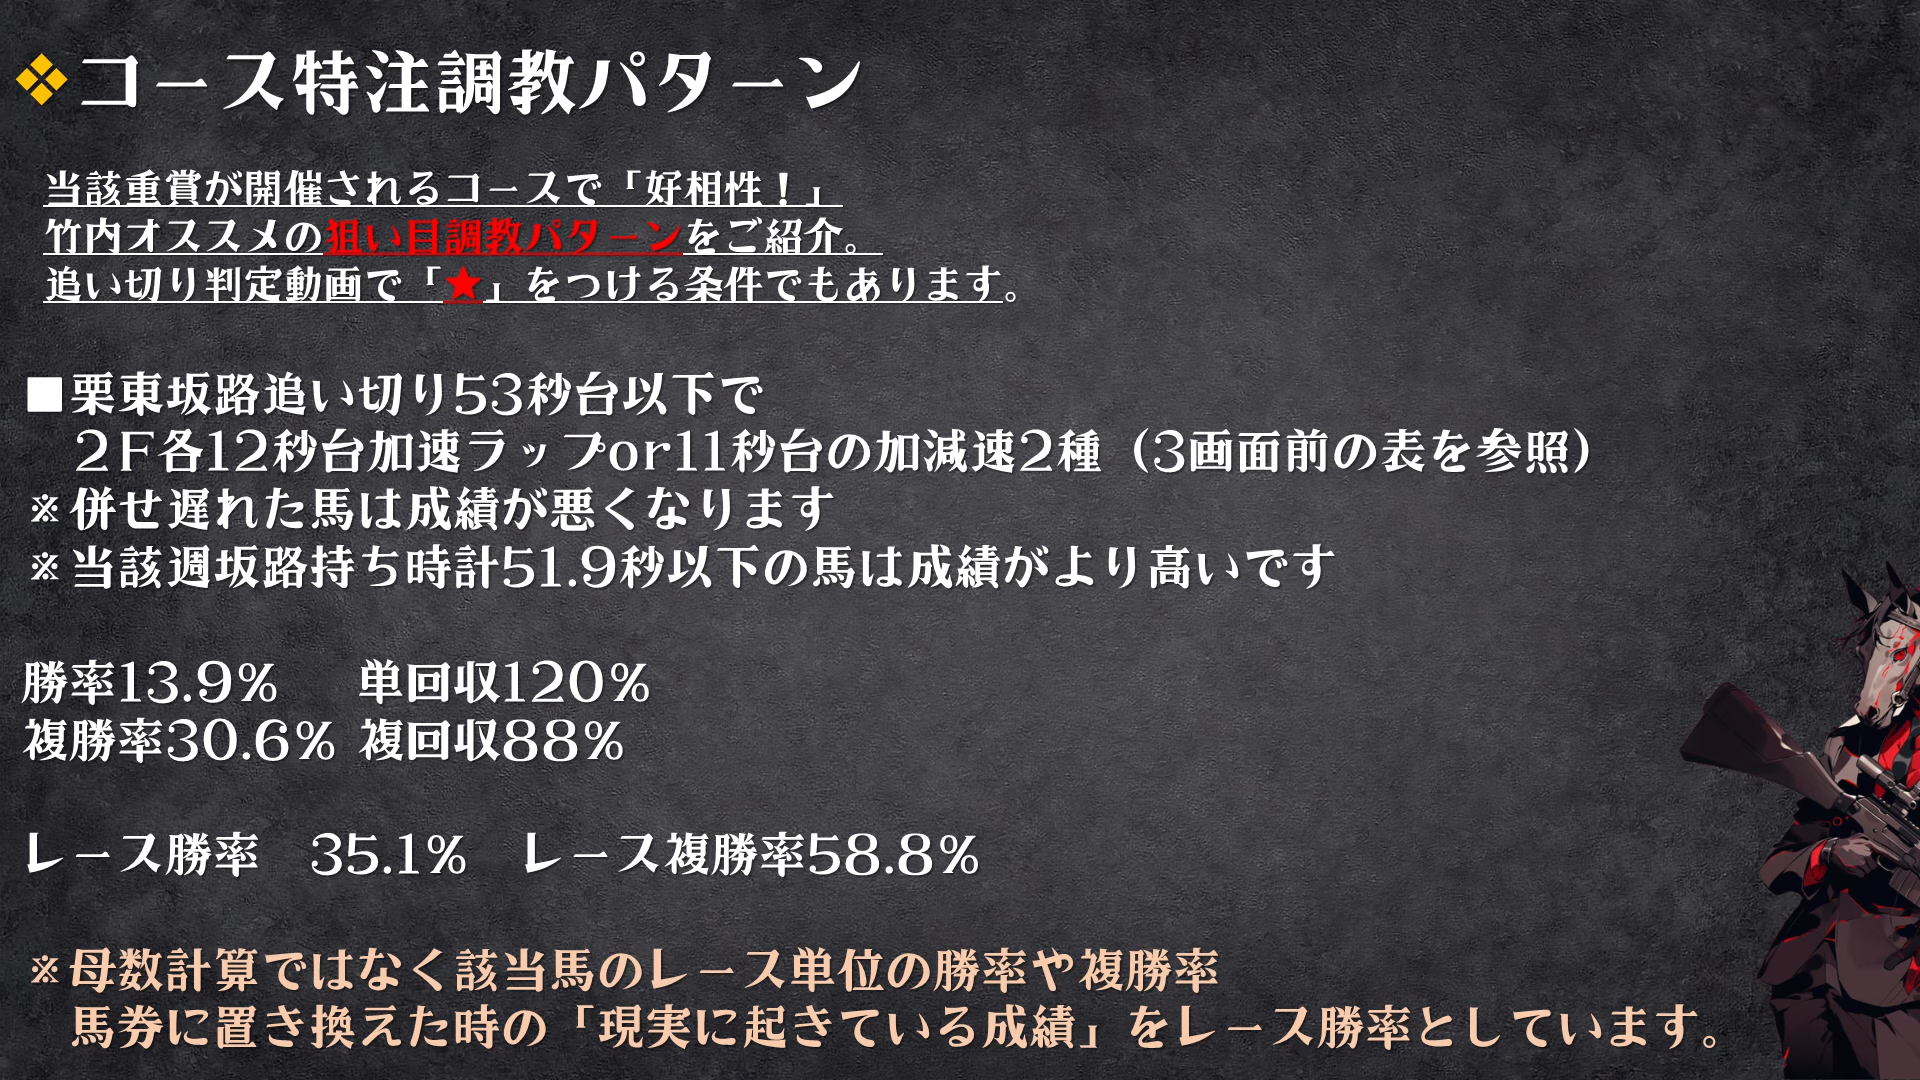 ❖コース特注調教パターン
当該重賞が開催されるコースで「好相性！」
竹内オススメの狙い目調教パターンをご紹介。
追い切り判定動画で「★」をつける条件でもあります。
■栗東坂路追い切り53秒台以下で
２Ｆ各12秒台加速ラップor11秒台の加減速2種（3画面前の表を参照）
※併せ遅れた馬は成績が悪くなります
※当該週坂路持ち時計51.9秒以下の馬は成績がより高いです
勝率13.9％　単回収120％
複勝率30.6％ 複回収88％
レース勝率　35.1％　レース複勝率58.8％
※母数計算ではなく該当馬のレース単位の勝率や複勝率
馬券に置き換えた時の「現実に起きている成績」をレース勝率としています。